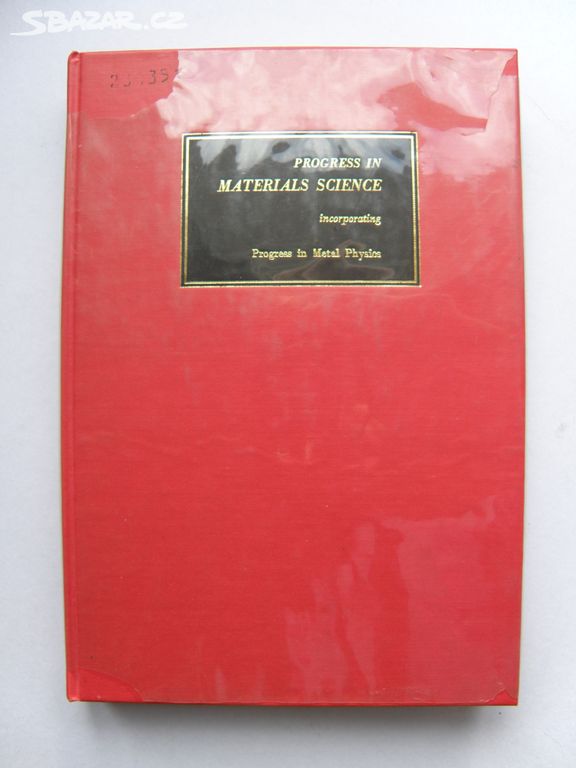 SBAZAR.CZ
PROGRESS IN
MATERIALS SCIENCE
incorporating
Progress in Metal Physics